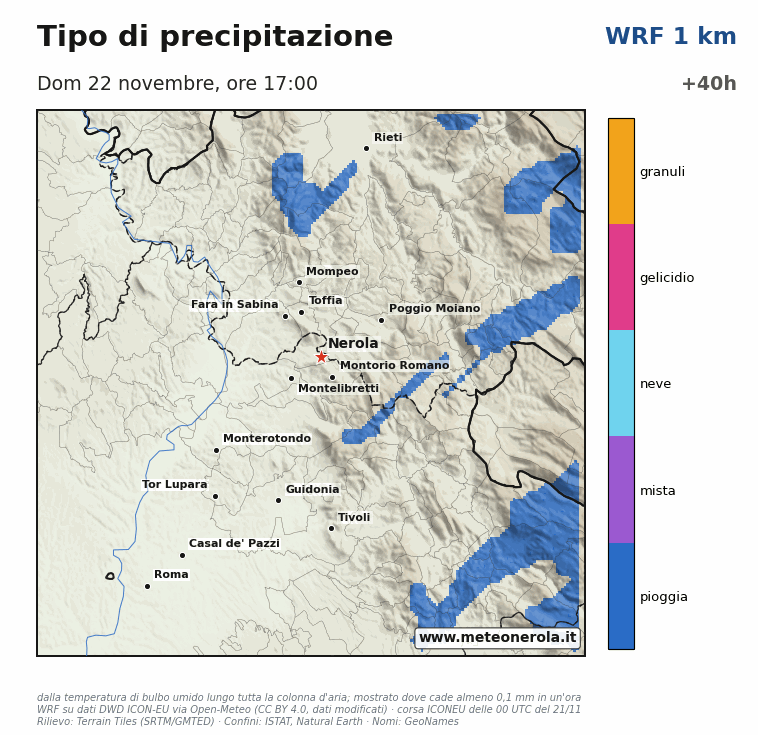 Tipo di precipitazione
WRF 1 km
Dom 22 novembre, ore 17:00
+40h
Rieti
Mompeo
Fara in Sabina
Toffia
Poggio Moiano
Nerola
Montorio Romano
Montelibretti
Monterotondo
Tor Lupara
Guidonia
Tivoli
Casal de' Pazzi
Roma
www.meteonerola.it
granuli
gelicidio
neve
mista
pioggia
dalla temperatura di bulbo umido lungo tutta la colonna d'aria; mostrato dove cade almeno 0,1 mm in un'ora
WRF su dati DWD ICON-EU via Open-Meteo (CC BY 4.0, dati modificati) · corsa ICONEU delle 00 UTC del 21/11
Rilievo: Terrain Tiles (SRTM/GMTED) · Confini: ISTAT, Natural Earth · Nomi: GeoNames